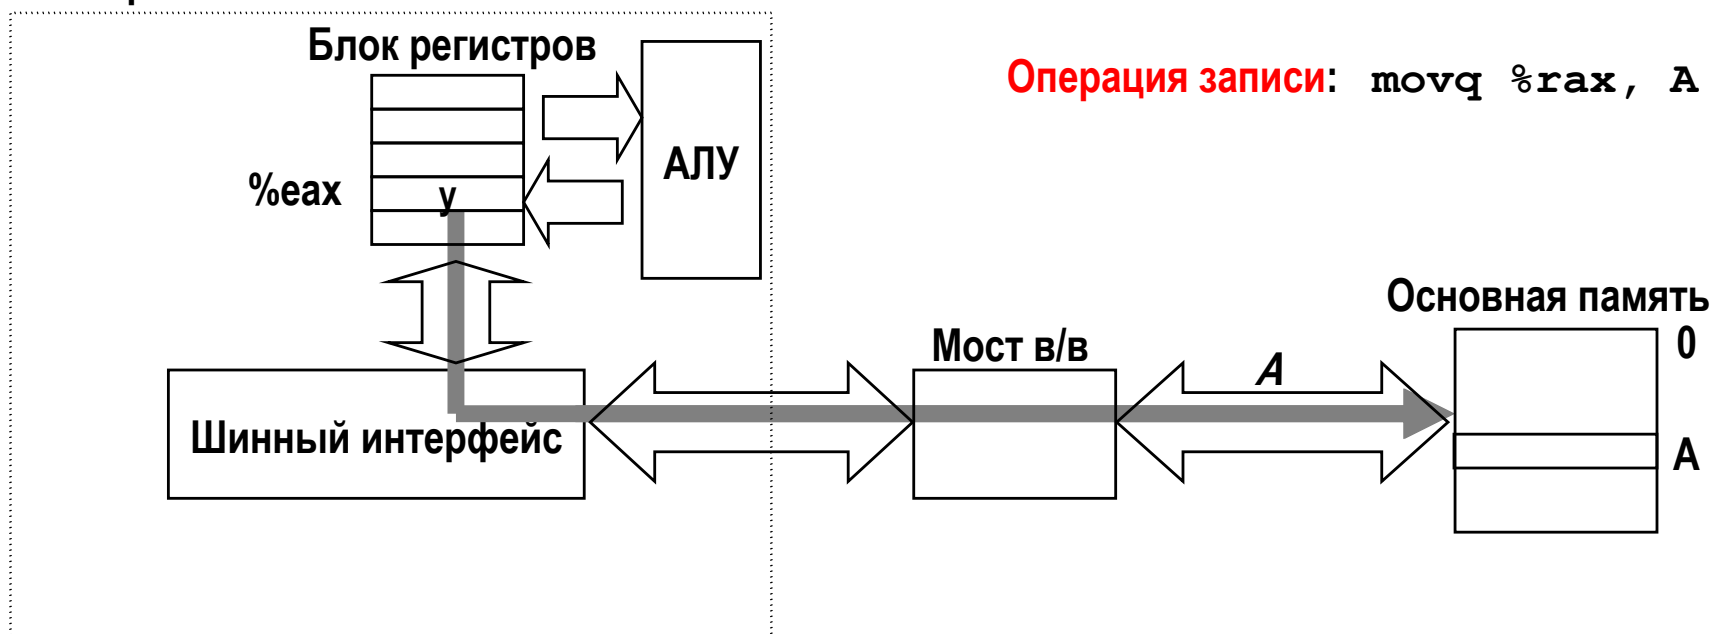 Блок регистров
Операция записи: movq %rax, A
АЛУ
%eax
y
Основная память
0
Мост в/в
A
Шинный интерфейс
A